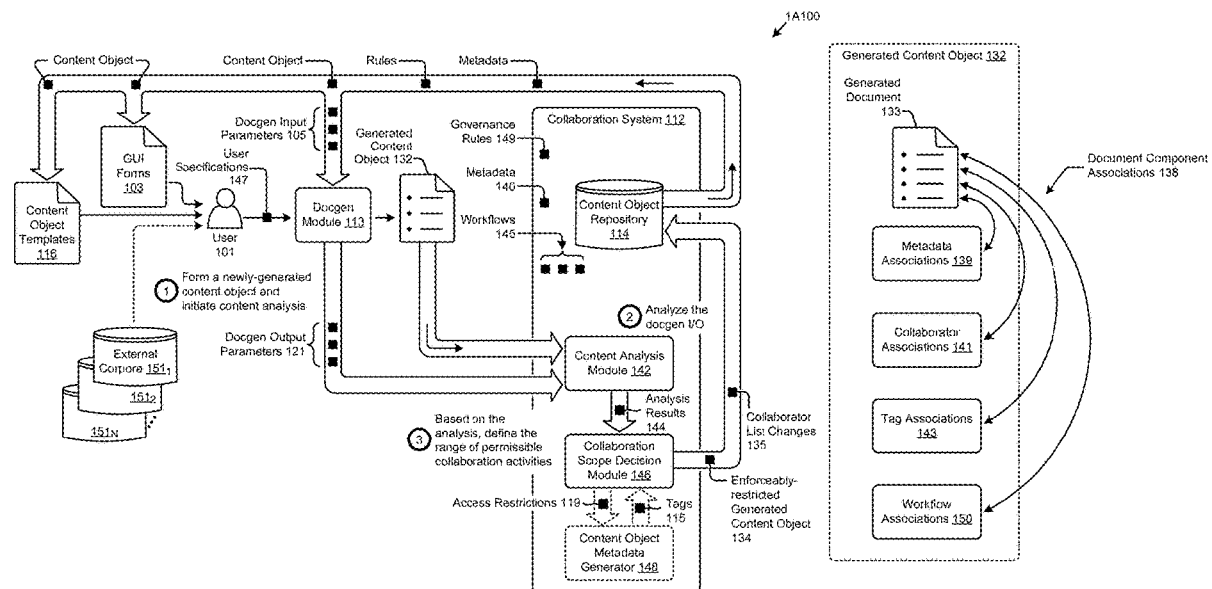 1A100
Content Object
Content Object
Rules
Metadata
Docgen Input
Parameters 105
Generated
Content
Object 132
User
Specifications
147
GUI
Forms
103
Content
Object
Templates
116
User
101
Docgen
Module 113
Collaboration System 112
Governance
Rules 149
Metadata
140
Workflows
145
Content Object
Repository
114
1
Form a newly-generated
content object and
initiate content analysis
Docgen Output
Parameters 121
External
Corpora 151₁
151₂
151N
2
Analyze the
docgen I/O
Content Analysis
Module 142
Analysis
Results
144
3
Based on the
analysis, define the
range of permissible
collaboration activities
Collaboration
Scope Decision
Module 146
Collaborator
List Changes
135
Enforceably-
restricted
Generated
Content Object
134
Access Restrictions 119
Tags
115
Content Object
Metadata
Generator 148
Generated Content Object 132
Generated
Document
133
Document Component
Associations 138
Metadata
Associations 139
Collaborator
Associations 141
Tag Associations
143
Workflow
Associations 150